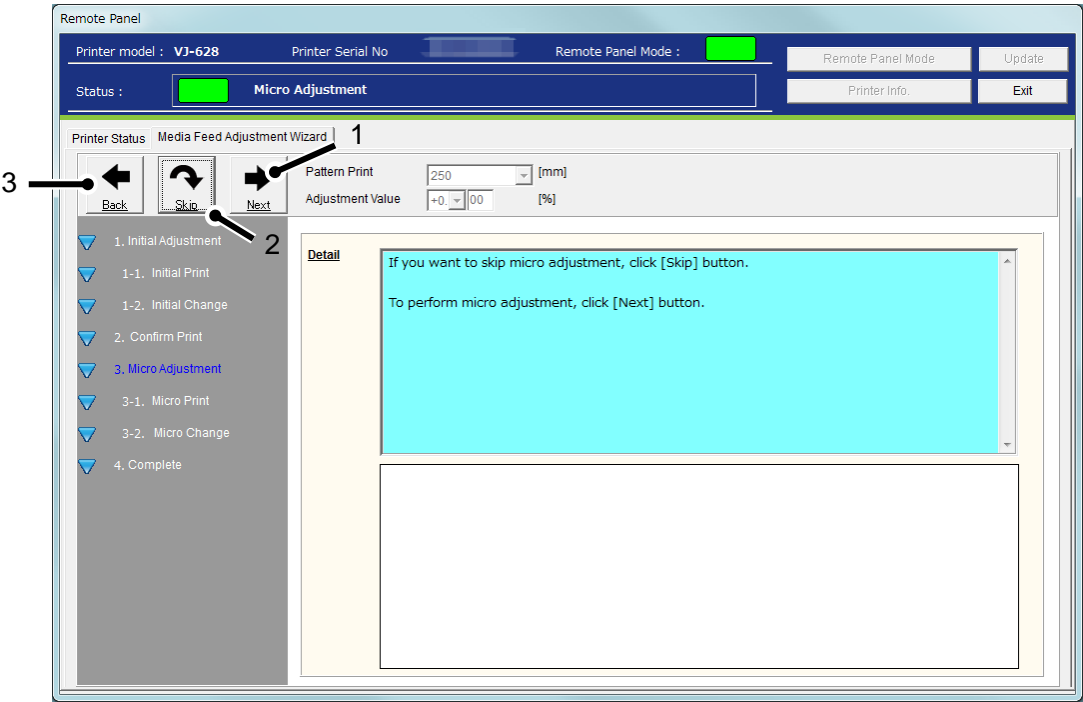 Remote Panel
Printer model : VJ-628 Printer Serial No Remote Panel Mode :
Remote Panel Mode Update
Status : Micro Adjustment
Printer Info. Exit
Printer Status Media Feed Adjustment Wizard
1
3
Back Skip Next
2
Pattern Print 250 [mm]
Adjustment Value +0. 00 [%]
1. Initial Adjustment
1-1. Initial Print
1-2. Initial Change
2. Confirm Print
3. Micro Adjustment
3-1. Micro Print
3-2. Micro Change
4. Complete
Detail
If you want to skip micro adjustment, click [Skip] button.
To perform micro adjustment, click [Next] button.